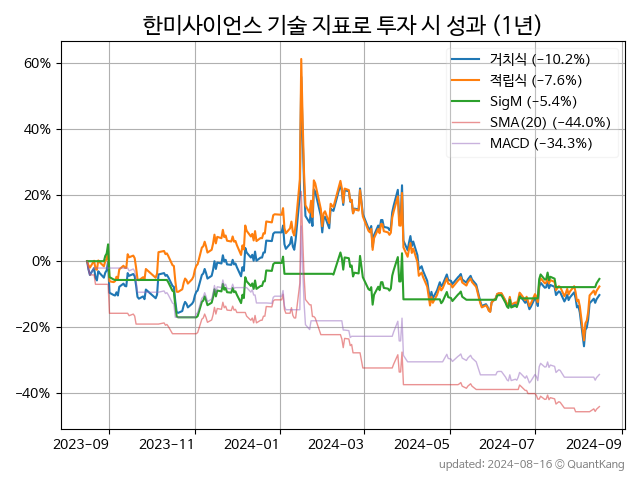 한미사이언스 기술 지표로 투자 시 성과 (1년)
거치식 (−10.2%)
적립식 (−7.6%)
SigM (−5.4%)
SMA(20) (−44.0%)
MACD (−34.3%)
60%
40%
20%
0%
−20%
−40%
2023-09 2023-11 2024-01 2024-03 2024-05 2024-07 2024-09
updated: 2024-08-16 © QuantKang